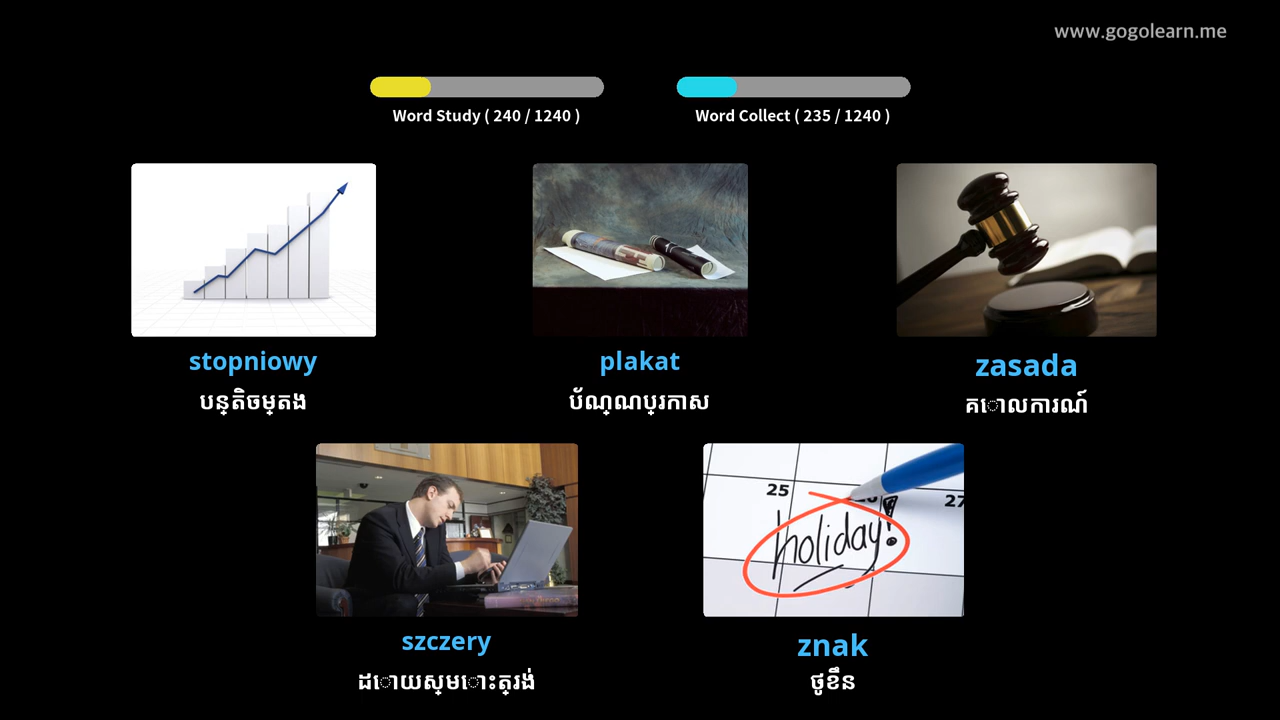 www.gogolearn.me
Word Study ( 240 / 1240 )
Word Collect ( 235 / 1240 )
stopniowy
plakat
zasada
បន្តិចម្តង
ប័ណ្ណប្រកាស
គោលការណ៍
25
27
holiday!
szczery
znak
ដោយស្មោះត្រង់
ថូខឹន